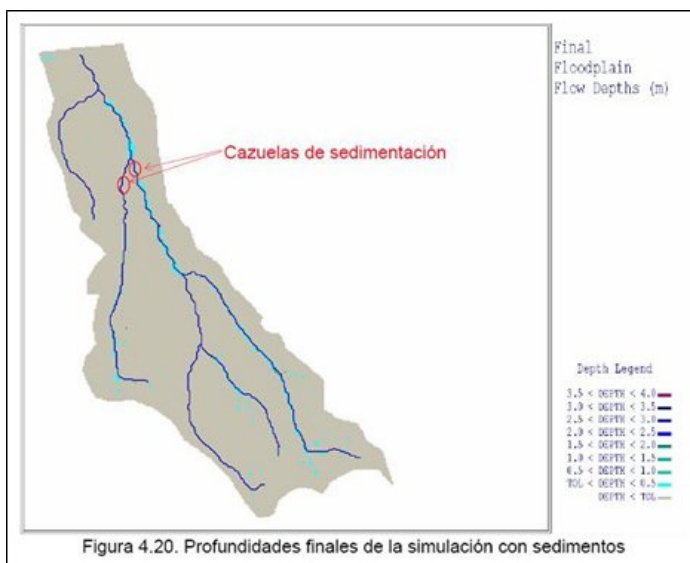 Final
Floodplain
Flow Depths (m)
Cazuelas de sedimentación
Depth Legend
3.5 < DEPTH < 4.0
3.0 < DEPTH < 3.5
2.5 < DEPTH < 3.0
2.0 < DEPTH < 2.5
1.5 < DEPTH < 2.0
1.0 < DEPTH < 1.5
0.5 < DEPTH < 1.0
TOL < DEPTH < 0.5
DEPTH < TOL
Figura 4.20. Profundidades finales de la simulación con sedimentos